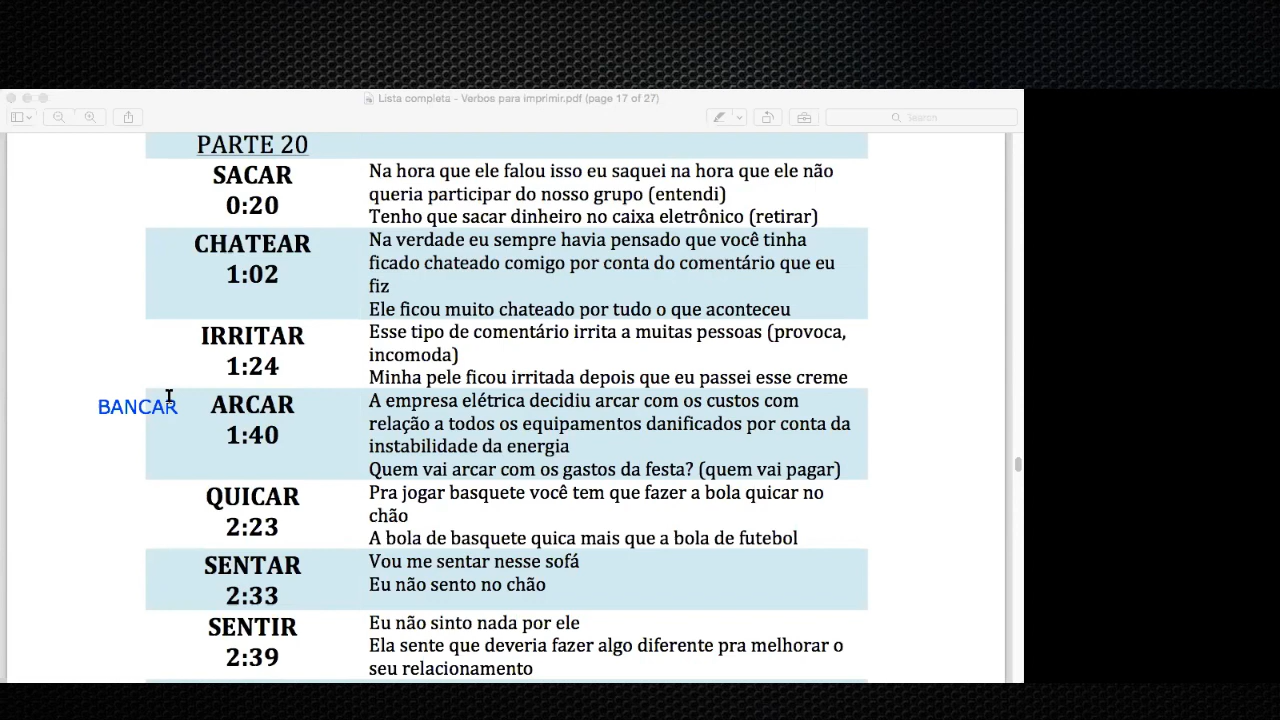 Lista completa - Verbos para imprimir.pdf (page 17 of 27)
Search
PARTE 20
SACAR
0:20
Na hora que ele falou isso eu saquei na hora que ele não
queria participar do nosso grupo (entendi)
Tenho que sacar dinheiro no caixa eletrônico (retirar)
CHATEAR
1:02
Na verdade eu sempre havia pensado que você tinha
ficado chateado comigo por conta do comentário que eu
fiz
Ele ficou muito chateado por tudo o que aconteceu
IRRITAR
1:24
Esse tipo de comentário irrita a muitas pessoas (provoca,
incomoda)
Minha pele ficou irritada depois que eu passei esse creme
BANCAR
ARCAR
1:40
A empresa elétrica decidiu arcar com os custos com
relação a todos os equipamentos danificados por conta da
instabilidade da energia
Quem vai arcar com os gastos da festa? (quem vai pagar)
QUICAR
2:23
Pra jogar basquete você tem que fazer a bola quicar no
chão
A bola de basquete quica mais que a bola de futebol
SENTAR
2:33
Vou me sentar nesse sofá
Eu não sento no chão
SENTIR
2:39
Eu não sinto nada por ele
Ela sente que deveria fazer algo diferente pra melhorar o
seu relacionamento